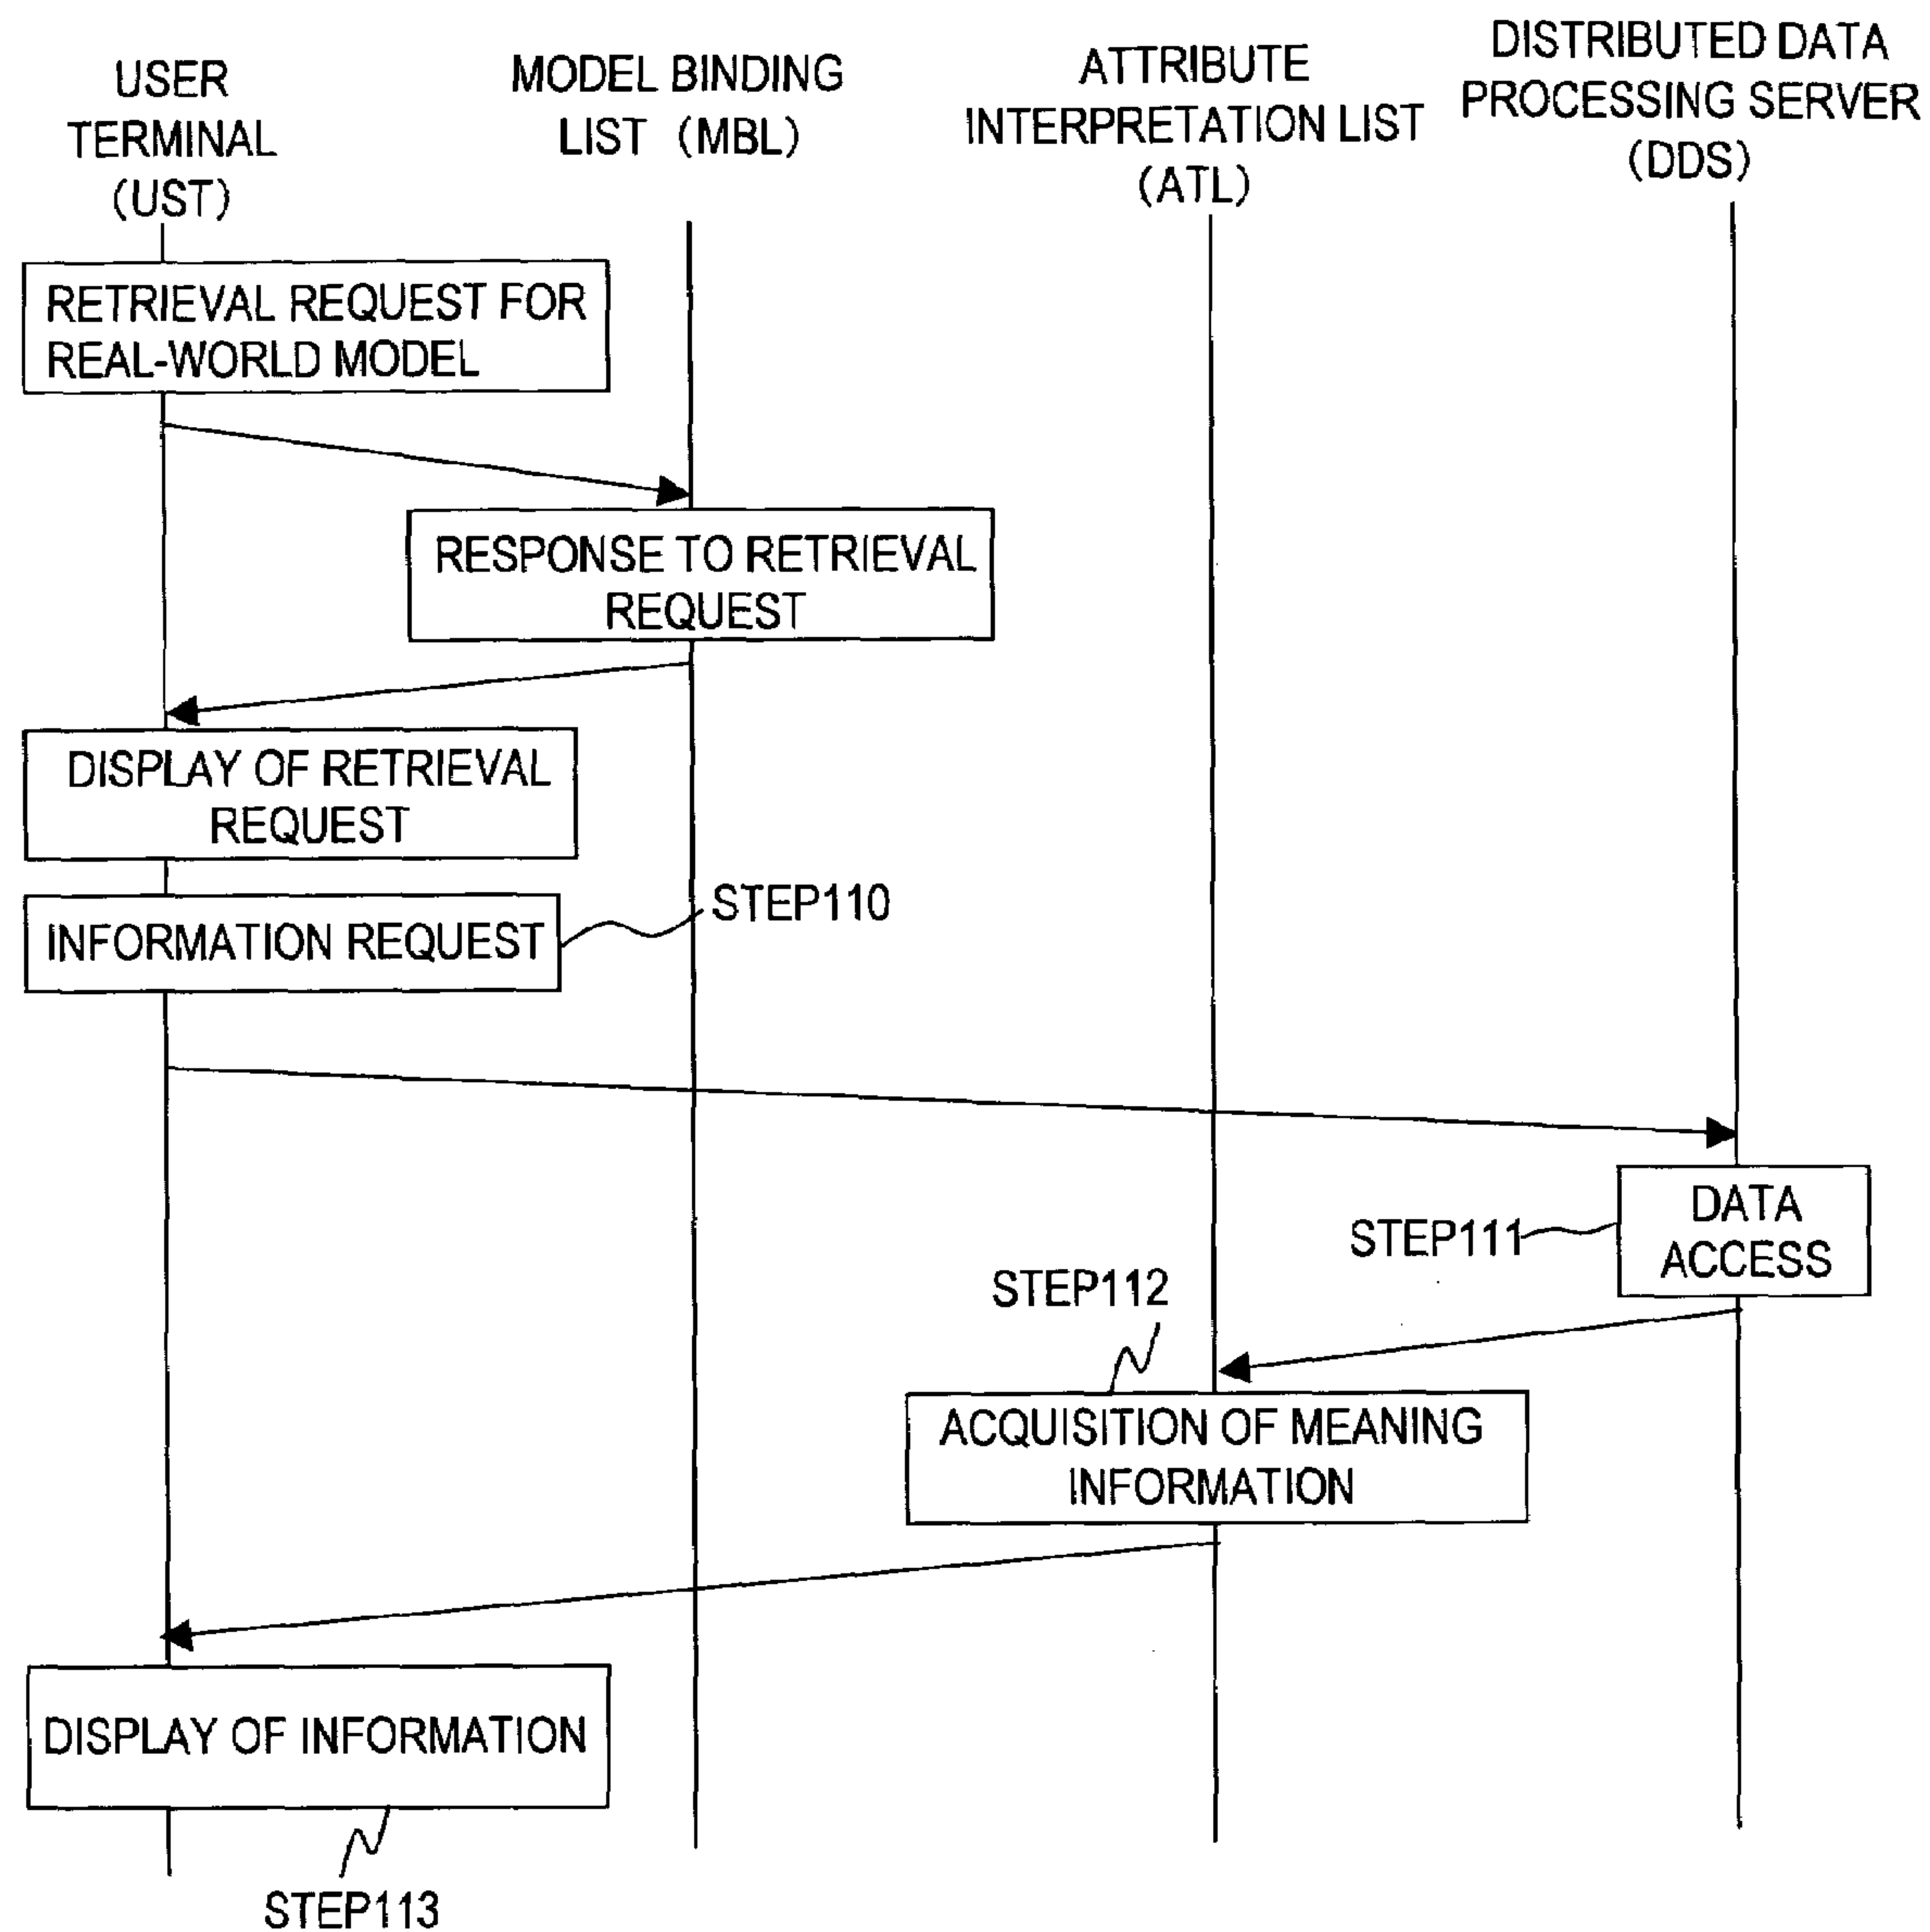 USER
TERMINAL
(UST)
MODEL BINDING
LIST (MBL)
ATTRIBUTE
INTERPRETATION LIST
(ATL)
DISTRIBUTED DATA
PROCESSING SERVER
(DDS)
RETRIEVAL REQUEST FOR
REAL-WORLD MODEL
RESPONSE TO RETRIEVAL
REQUEST
DISPLAY OF RETRIEVAL
REQUEST
INFORMATION REQUEST
STEP110
DATA
ACCESS
STEP111
STEP112
ACQUISITION OF MEANING
INFORMATION
DISPLAY OF INFORMATION
STEP113